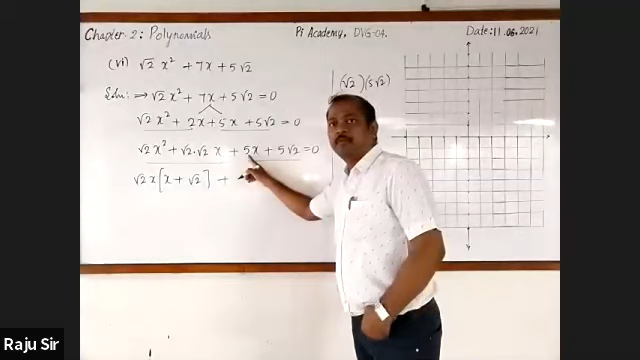 Chapter-2: Polynomials
Pi Academy, DVG-04.
Date: 11.06.2021
(vi) √2 x² + 7x + 5√2
Soln: ⇒ √2 x² + 7x + 5√2 = 0
(√2)(5√2)
√2 x² + 2x + 5x + 5√2 = 0
√2 x² + √2.√2 x + 5x + 5√2 = 0
√2 x [x + √2] +
Raju Sir